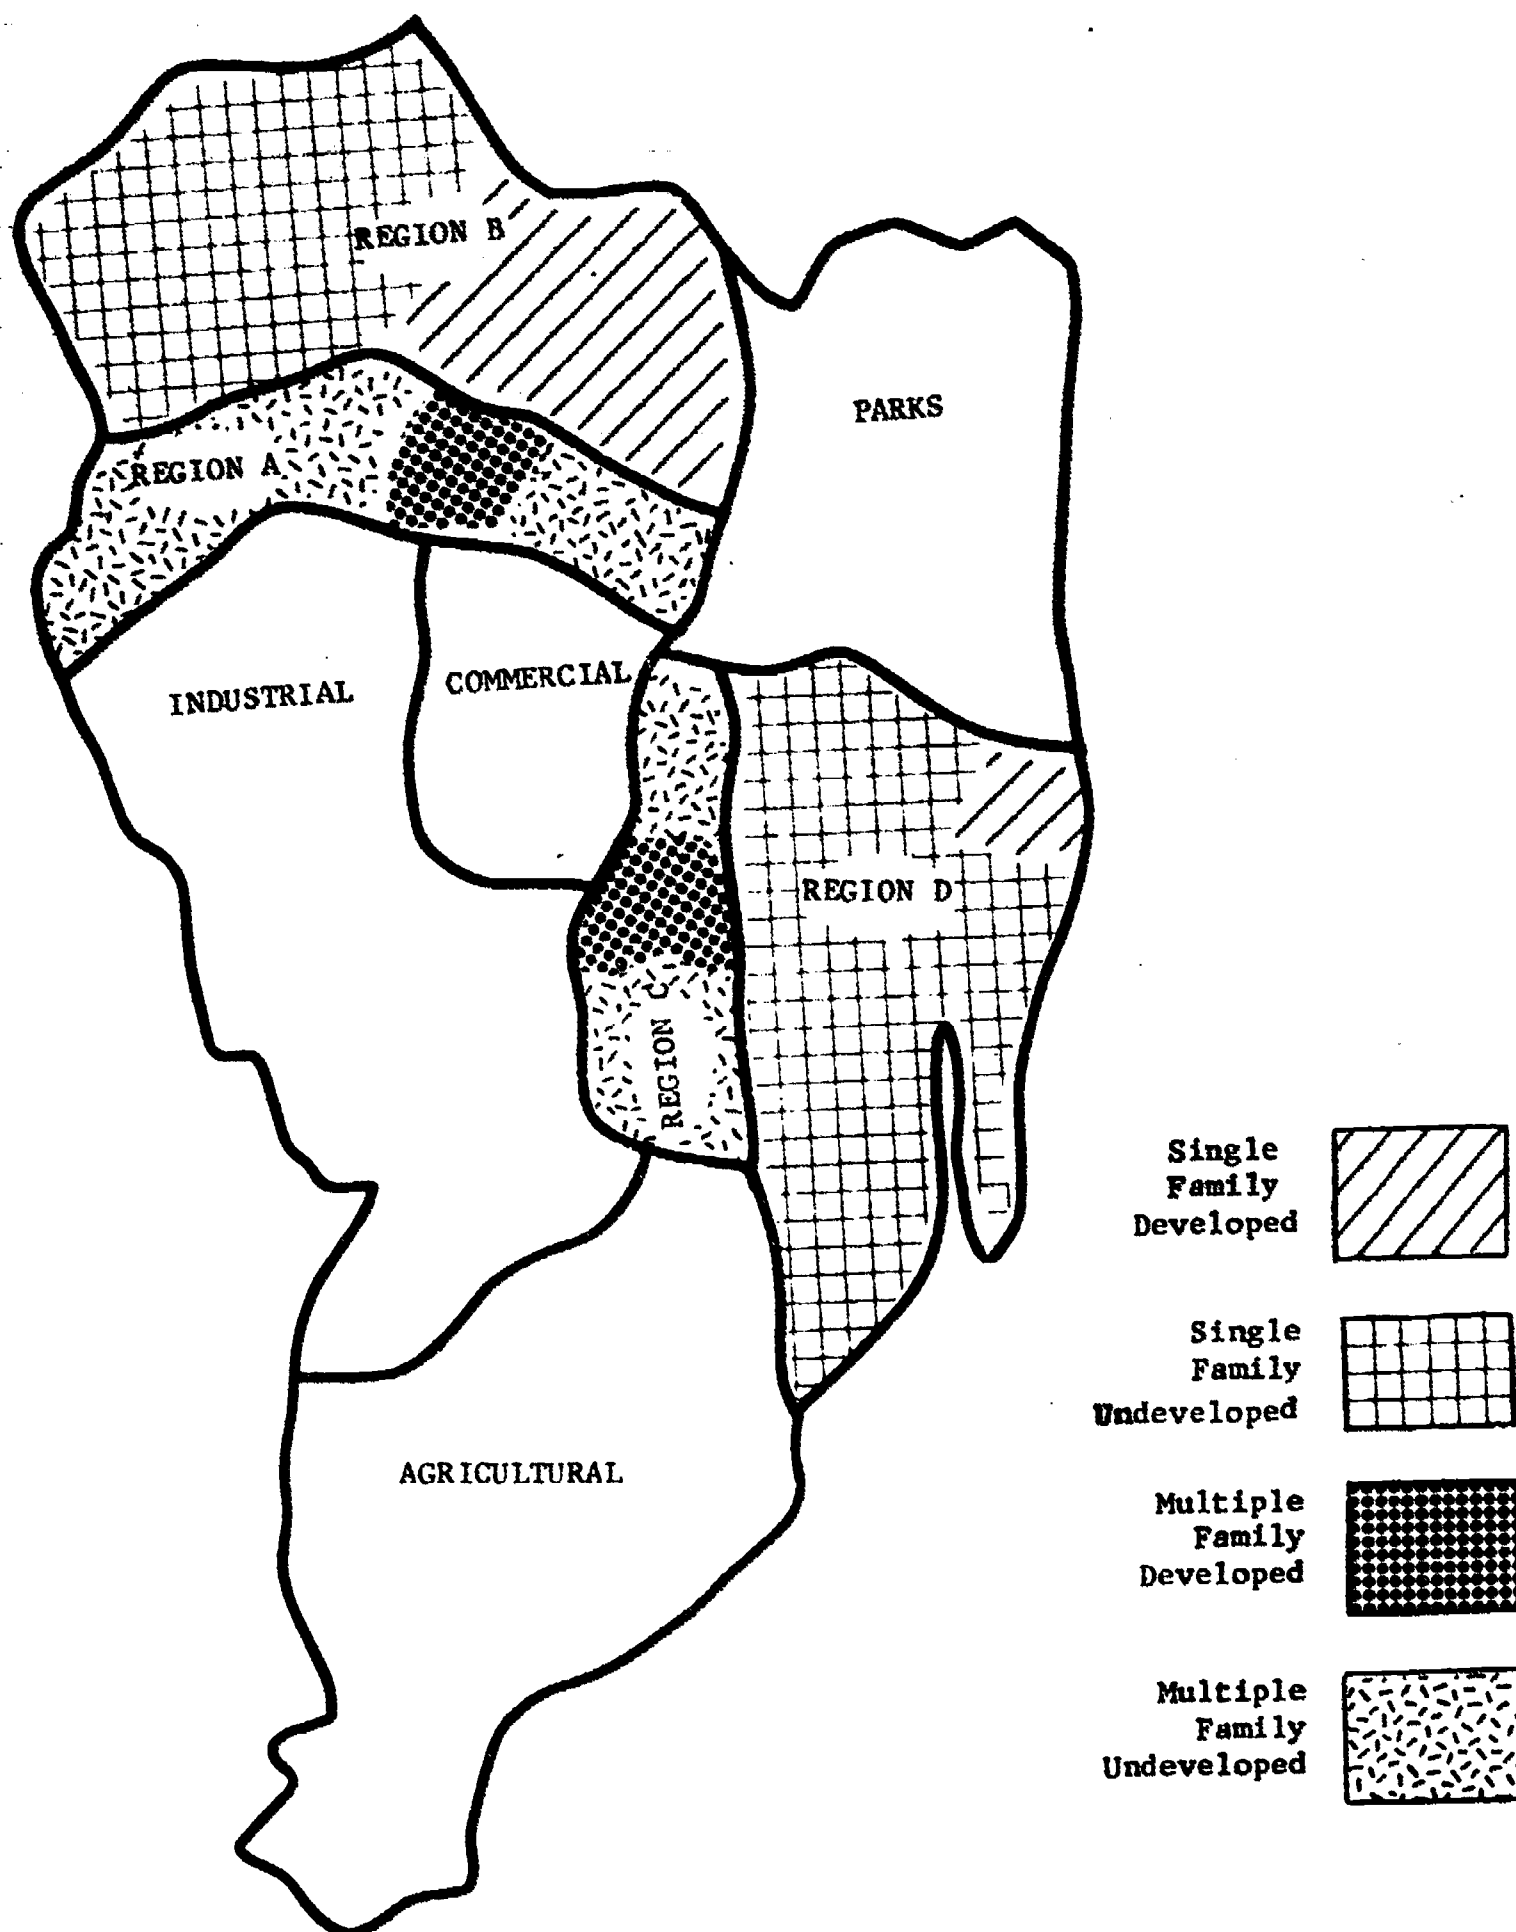 REGION B
PARKS
REGION A
COMMERCIAL
INDUSTRIAL
REGION D
REGION C
AGRICULTURAL
Single
Family
Developed
Single
Family
Undeveloped
Multiple
Family
Developed
Multiple
Family
Undeveloped